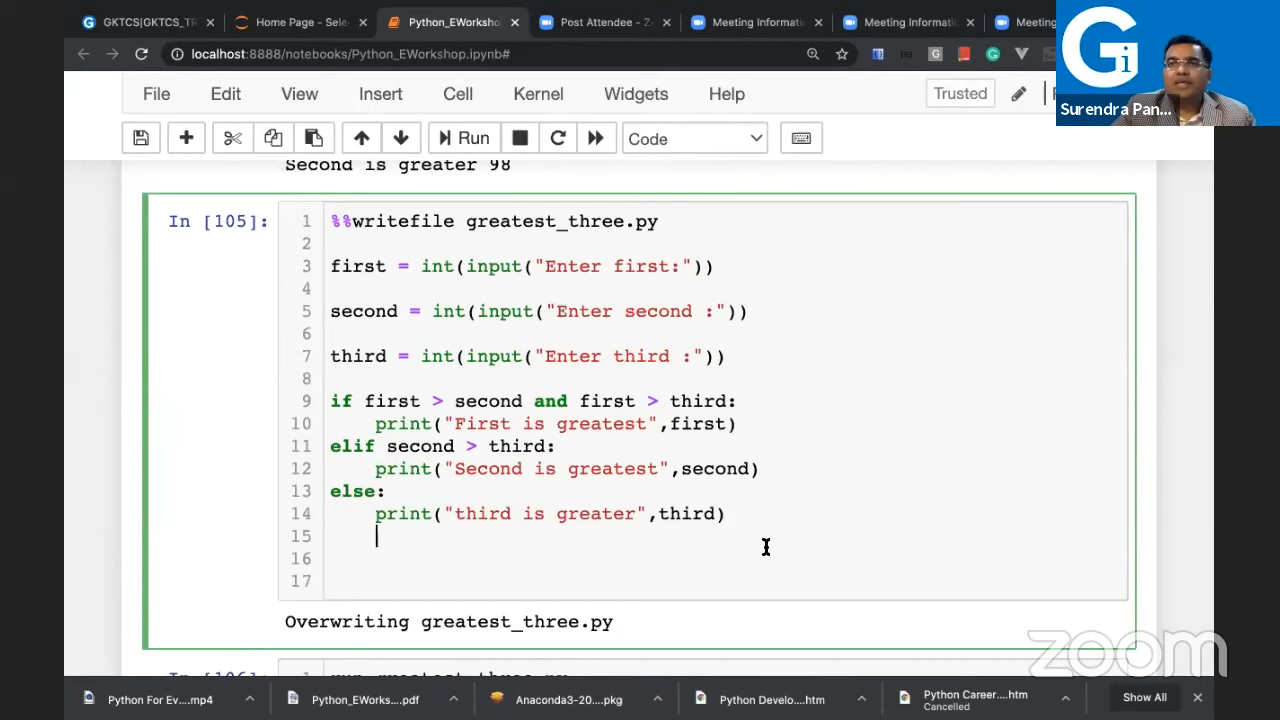 GKTCS|GKTCS_TR
Home Page - Sele
Python_EWorksho
Post Attendee - Z
Meeting Informati
Meeting Informati
Meeting
localhost:8888/notebooks/Python_EWorkshop.ipynb#
Gi
Surendra Pan...
File Edit View Insert Cell Kernel Widgets Help
Trusted
Run
Code
Second is greater 98
In [105]:
1 %%writefile greatest_three.py
2
3 first = int(input("Enter first:"))
4
5 second = int(input("Enter second :"))
6
7 third = int(input("Enter third :"))
8
9 if first > second and first > third:
10 print("First is greatest",first)
11 elif second > third:
12 print("Second is greatest",second)
13 else:
14 print("third is greater",third)
15
16
17
Overwriting greatest_three.py
zoom
Python For Ev....mp4
Python_EWorks....pdf
Anaconda3-20....pkg
Python Develo....htm
Python Career....htm
Cancelled
Show All